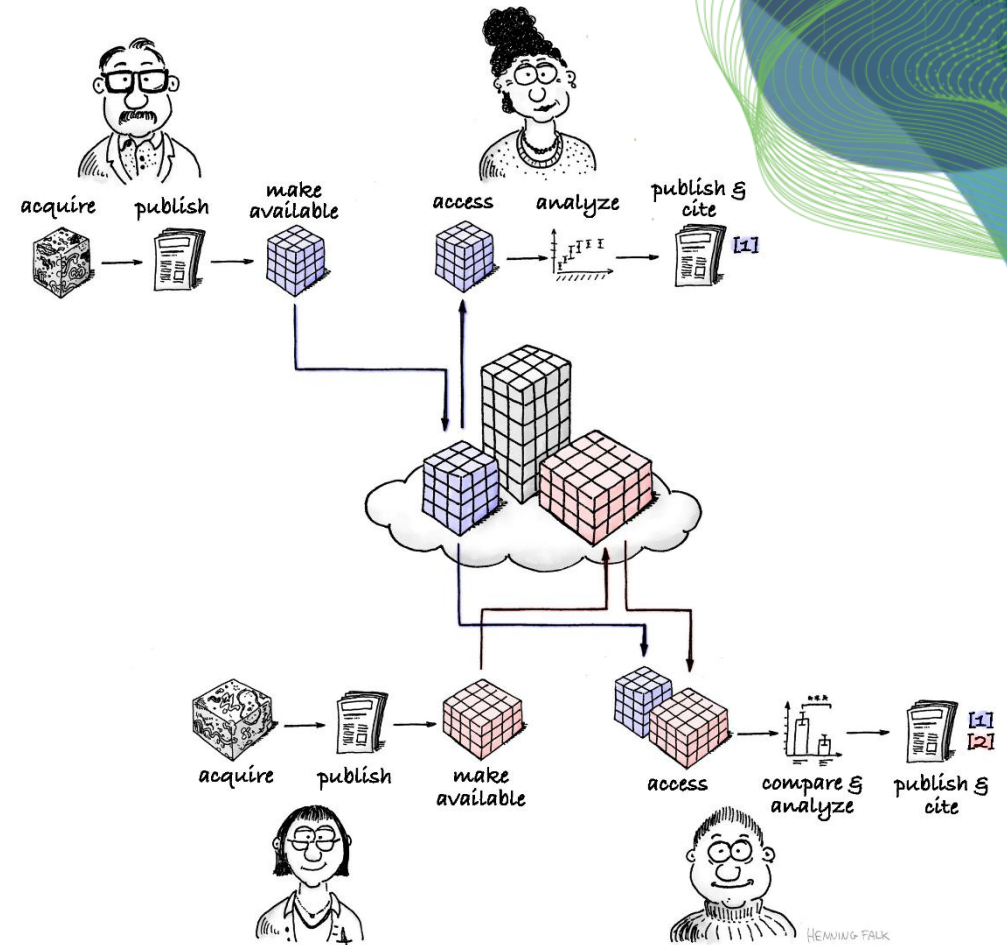 acquire
publish
make
available
access
analyze
publish &
cite
[1]
acquire
publish
make
available
access
compare &
analyze
publish &
cite
[1]
[2]
***
HENNING FALK